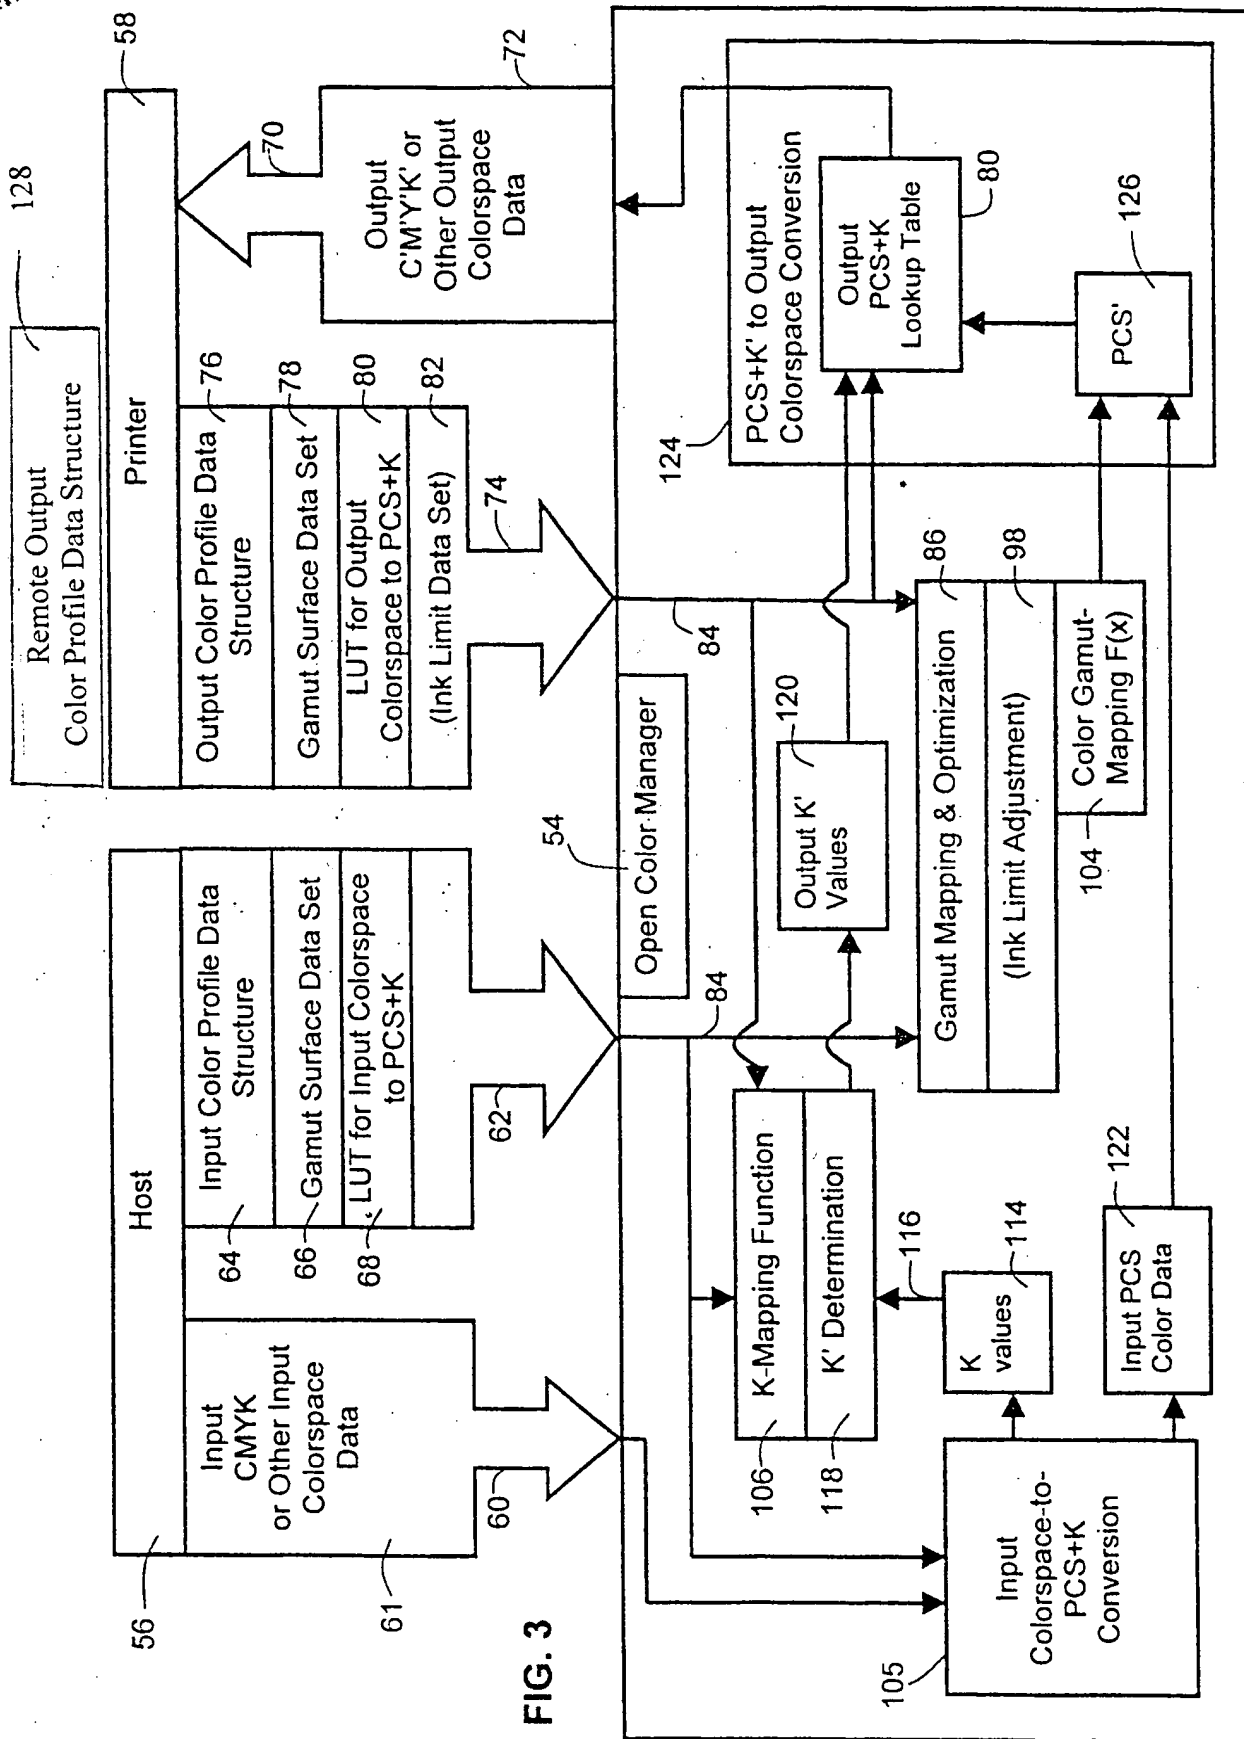 56
Host
Input
CMYK
or Other Input
Colorspace
Data
61
60
64
Input Color Profile Data
Structure
66
Gamut Surface Data Set
68
LUT for Input Colorspace
to PCS+K
62
128
Remote Output
Color Profile Data Structure
58
Printer
Output Color Profile Data
Structure
76
Gamut Surface Data Set
78
LUT for Output
Colorspace to PCS+K
80
(Ink Limit Data Set)
82
74
70
Output
C'M'Y'K' or
Other Output
Colorspace
Data
72
FIG. 3
Open Color Manager
54
84
84
105
Input
Colorspace-to-
PCS+K
Conversion
106
K-Mapping Function
118
K' Determination
116
K
values
114
Input PCS
Color Data
122
Output K'
Values
120
Gamut Mapping & Optimization
86
(Ink Limit Adjustment)
98
104
Color Gamut-
Mapping F(x)
124
PCS+K' to Output
Colorspace Conversion
Output
PCS+K
Lookup Table
80
PCS'
126